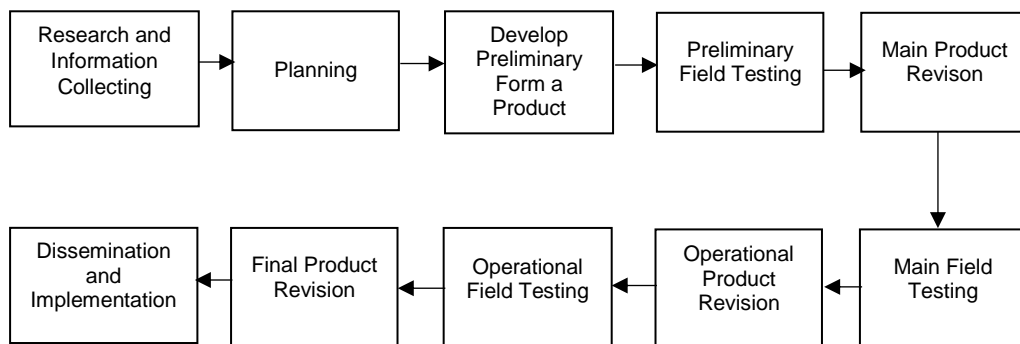 Research and
Information
Collecting
Planning
Develop
Preliminary
Form a
Product
Preliminary
Field Testing
Main Product
Revison
Main Field
Testing
Operational
Product
Revision
Operational
Field Testing
Final Product
Revision
Dissemination
and
Implementation